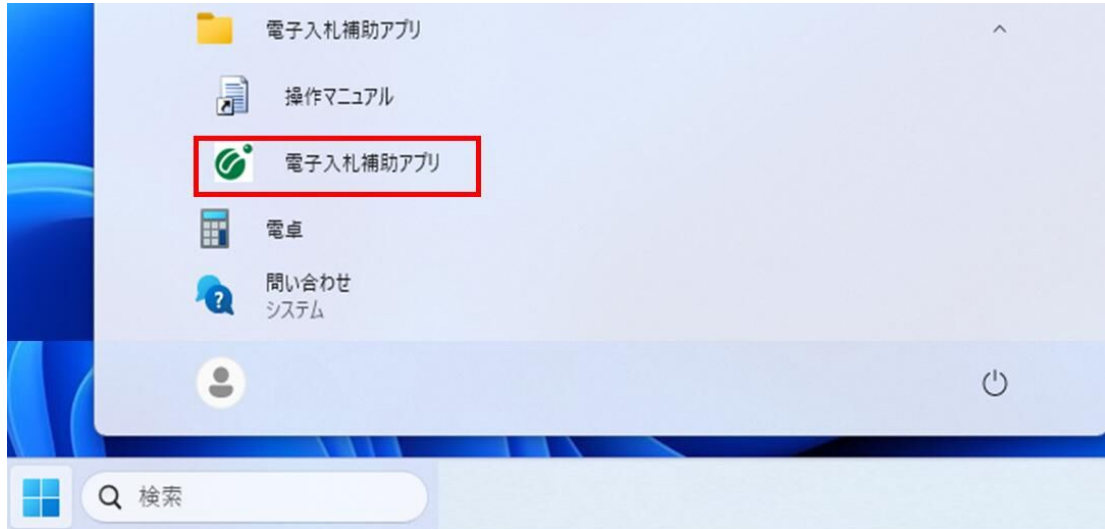 電子入札補助アプリ
操作マニュアル
電子入札補助アプリ
電卓
問い合わせ
システム
検索